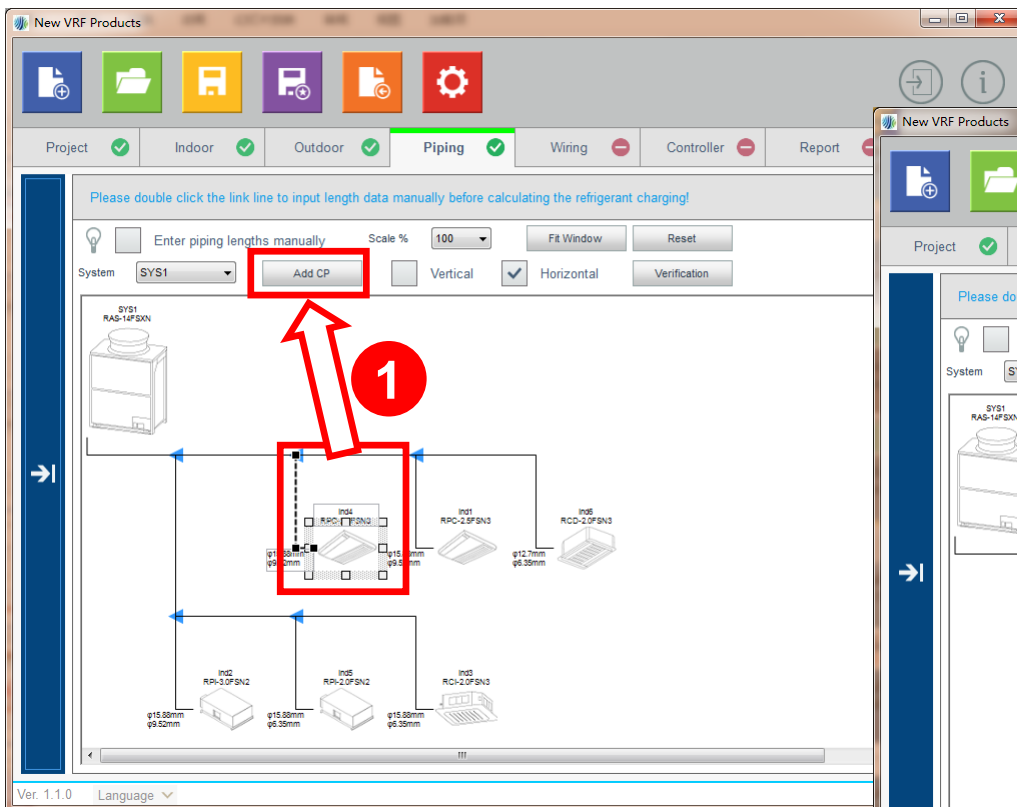 New VRF Products
Project Indoor Outdoor Piping Wiring Controller Report
Please double click the link line to input length data manually before calculating the refrigerant charging!
Enter piping lengths manually Scale % 100 Fit Window Reset
System SYS1 Add CP Vertical Horizontal Verification
SYS1
RAS-14FSXN
1
Ind4
Ind1
RPC-2.5FSN3
Ind6
RCD-2.0FSN3
φ12.7mm
φ6.35mm
Ind2
RPI-3.0FSN2
φ15.88mm
φ9.52mm
Ind5
RPI-2.0FSN2
φ15.88mm
φ6.35mm
Ind3
RCI-2.0FSN3
φ15.88mm
φ6.35mm
Ver. 1.1.0 Language
New VRF Products
Project
Please do
System
SYS1
RAS-14FSXN